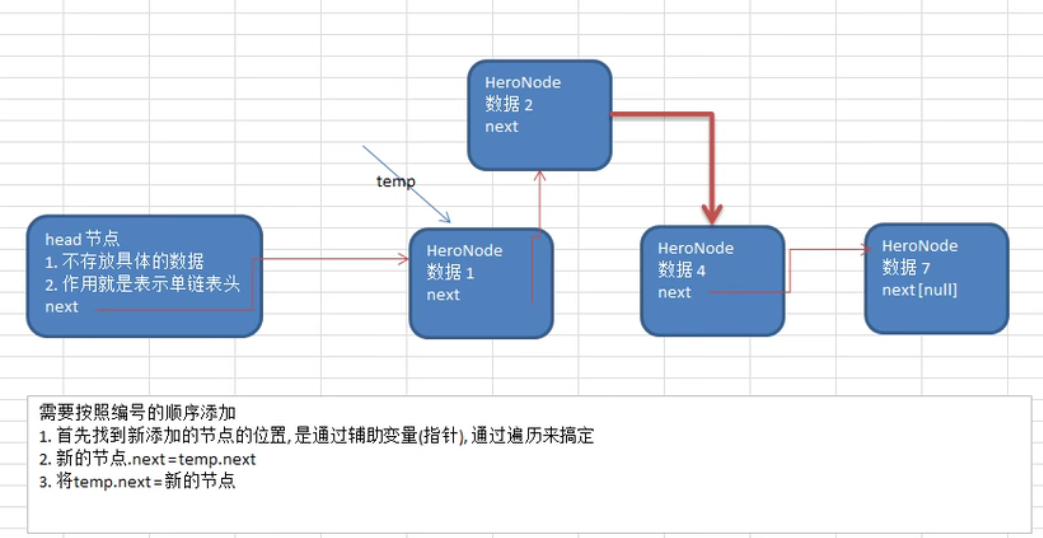 HeroNode
数据 2
next
temp
head 节点
1. 不存放具体的数据
2. 作用就是表示单链表头
next
HeroNode
数据 1
next
HeroNode
数据 4
next
HeroNode
数据 7
next [null]
需要按照编号的顺序添加
1. 首先找到新添加的节点的位置, 是通过辅助变量(指针), 通过遍历来搞定
2. 新的节点.next=temp.next
3. 将temp.next=新的节点